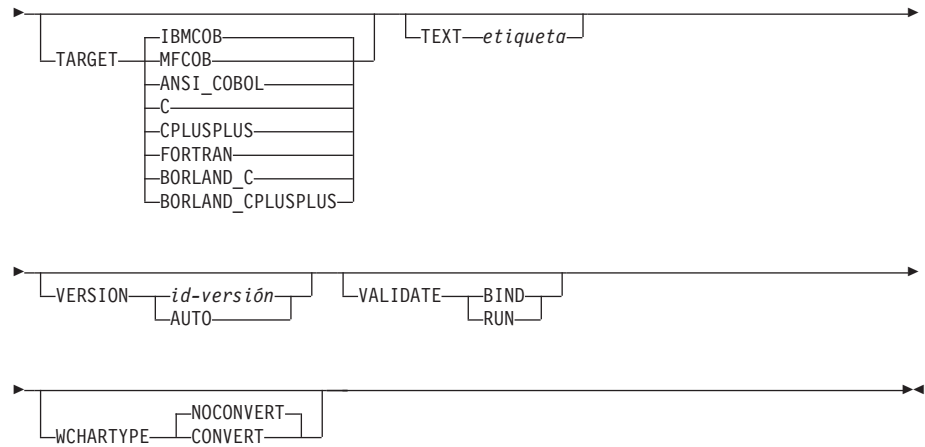 IBMCOB
TARGET MFCOB
ANSI_COBOL
C
CPLUSPLUS
FORTRAN
BORLAND_C
BORLAND_CPLUSPLUS
TEXT etiqueta
VERSION id-versión
AUTO
VALIDATE BIND
RUN
NOCONVERT
WCHARTYPE CONVERT